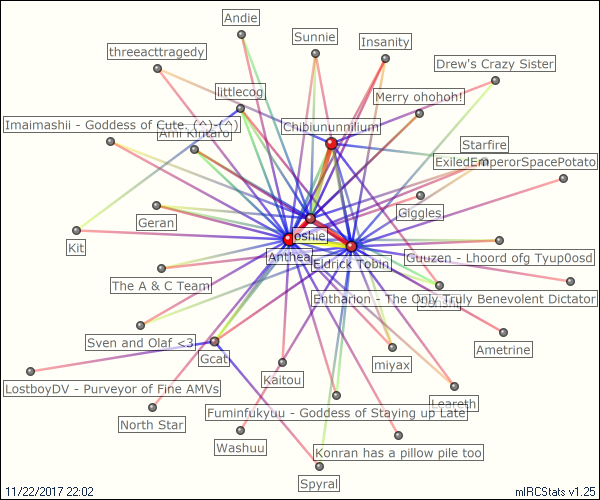 Andie
Sunnie
Insanity
threeacttragedy
Drew's Crazy Sister
littlecog
Merry ohohoh!
Imaimashii - Goddess of Cute. (^)-(^)
Chibiununnilium
Ami Kintaro
Starfire
ExiledEmperorSpacePotato
Giggles
Geran
Yoshie
Kit
Anthea
Eldrick Tobin
Guuzen - Lhoord ofg Tyup0osd
The A & C Team
Entharion - The Only Truly Benevolent Dictator
Sven and Olaf <3
Ametrine
Gcat
miyax
Kaitou
LostboyDV - Purveyor of Fine AMVs
Leareth
Fuminfukyuu - Goddess of Staying up Late
North Star
Washuu
Konran has a pillow pile too
Spyral
11/22/2017 22:02
mIRCStats v1.25